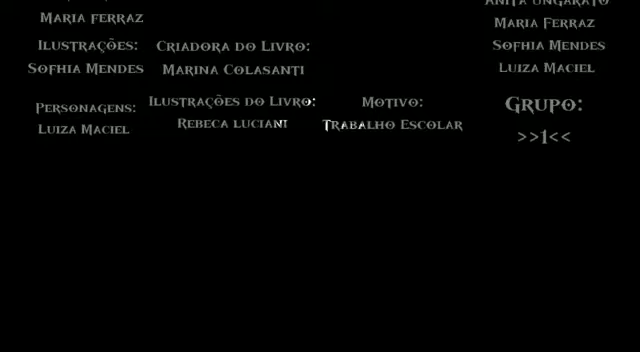 Maria Ferraz
Ilustrações:
Sofhia Mendes
Personagens:
Luiza Maciel
Criadora do Livro:
Marina Colasanti
Ilustrações do Livro:
Rebeca luciani
Motivo:
Trabalho Escolar
Anita Ungarato
Maria Ferraz
Sofhia Mendes
Luiza Maciel
Grupo:
>>1<<